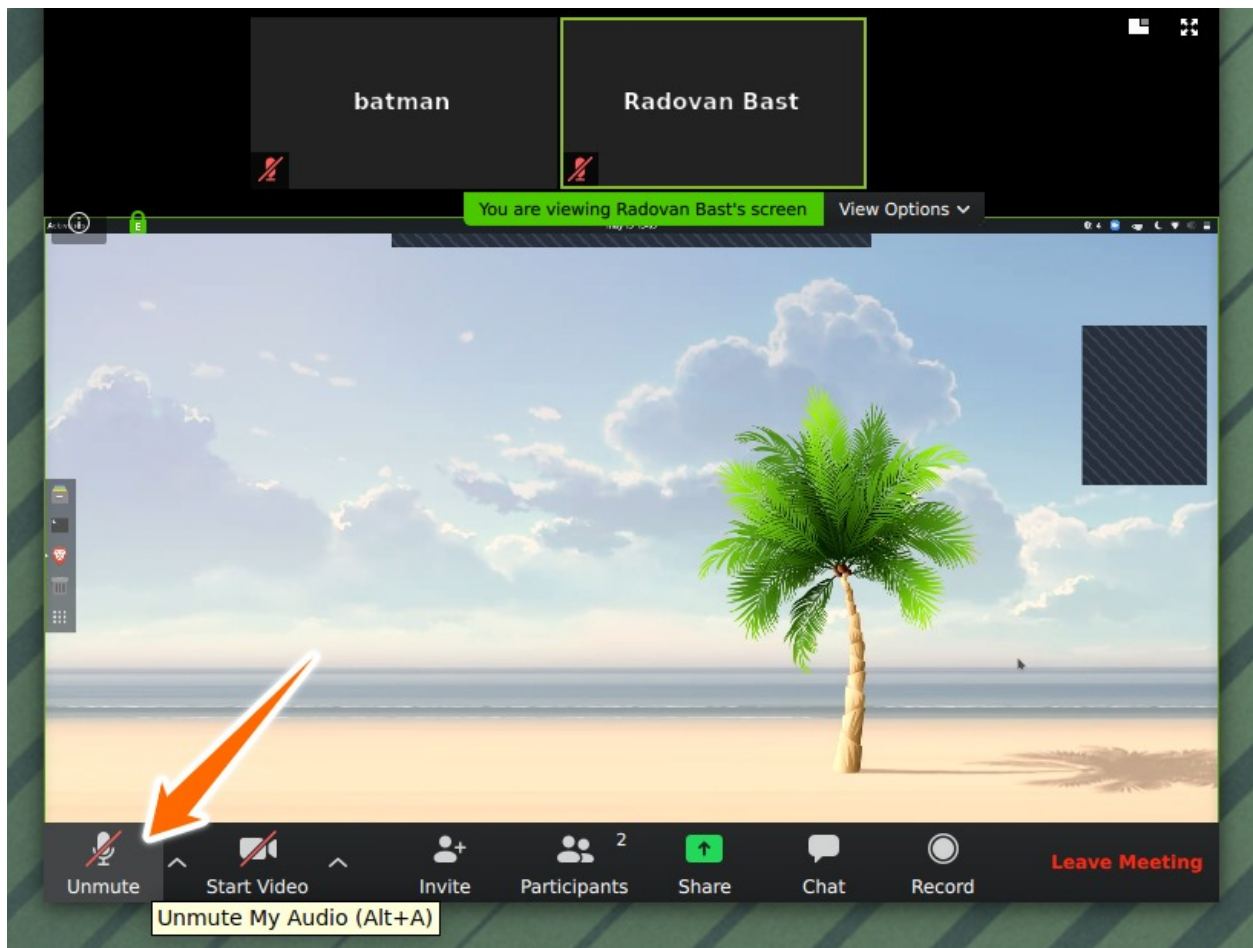 batman
Radovan Bast
You are viewing Radovan Bast's screen
View Options
E
4
2
Unmute
Start Video
Invite
Participants
Share
Chat
Record
Leave Meeting
Unmute My Audio (Alt+A)